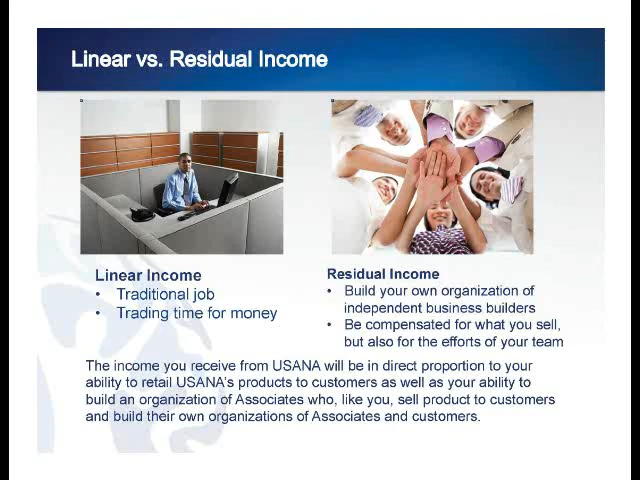 Linear vs. Residual Income
Linear Income
• Traditional job
• Trading time for money
Residual Income
• Build your own organization of
independent business builders
• Be compensated for what you sell,
but also for the efforts of your team
The income you receive from USANA will be in direct proportion to your
ability to retail USANA's products to customers as well as your ability to
build an organization of Associates who, like you, sell product to customers
and build their own organizations of Associates and customers.